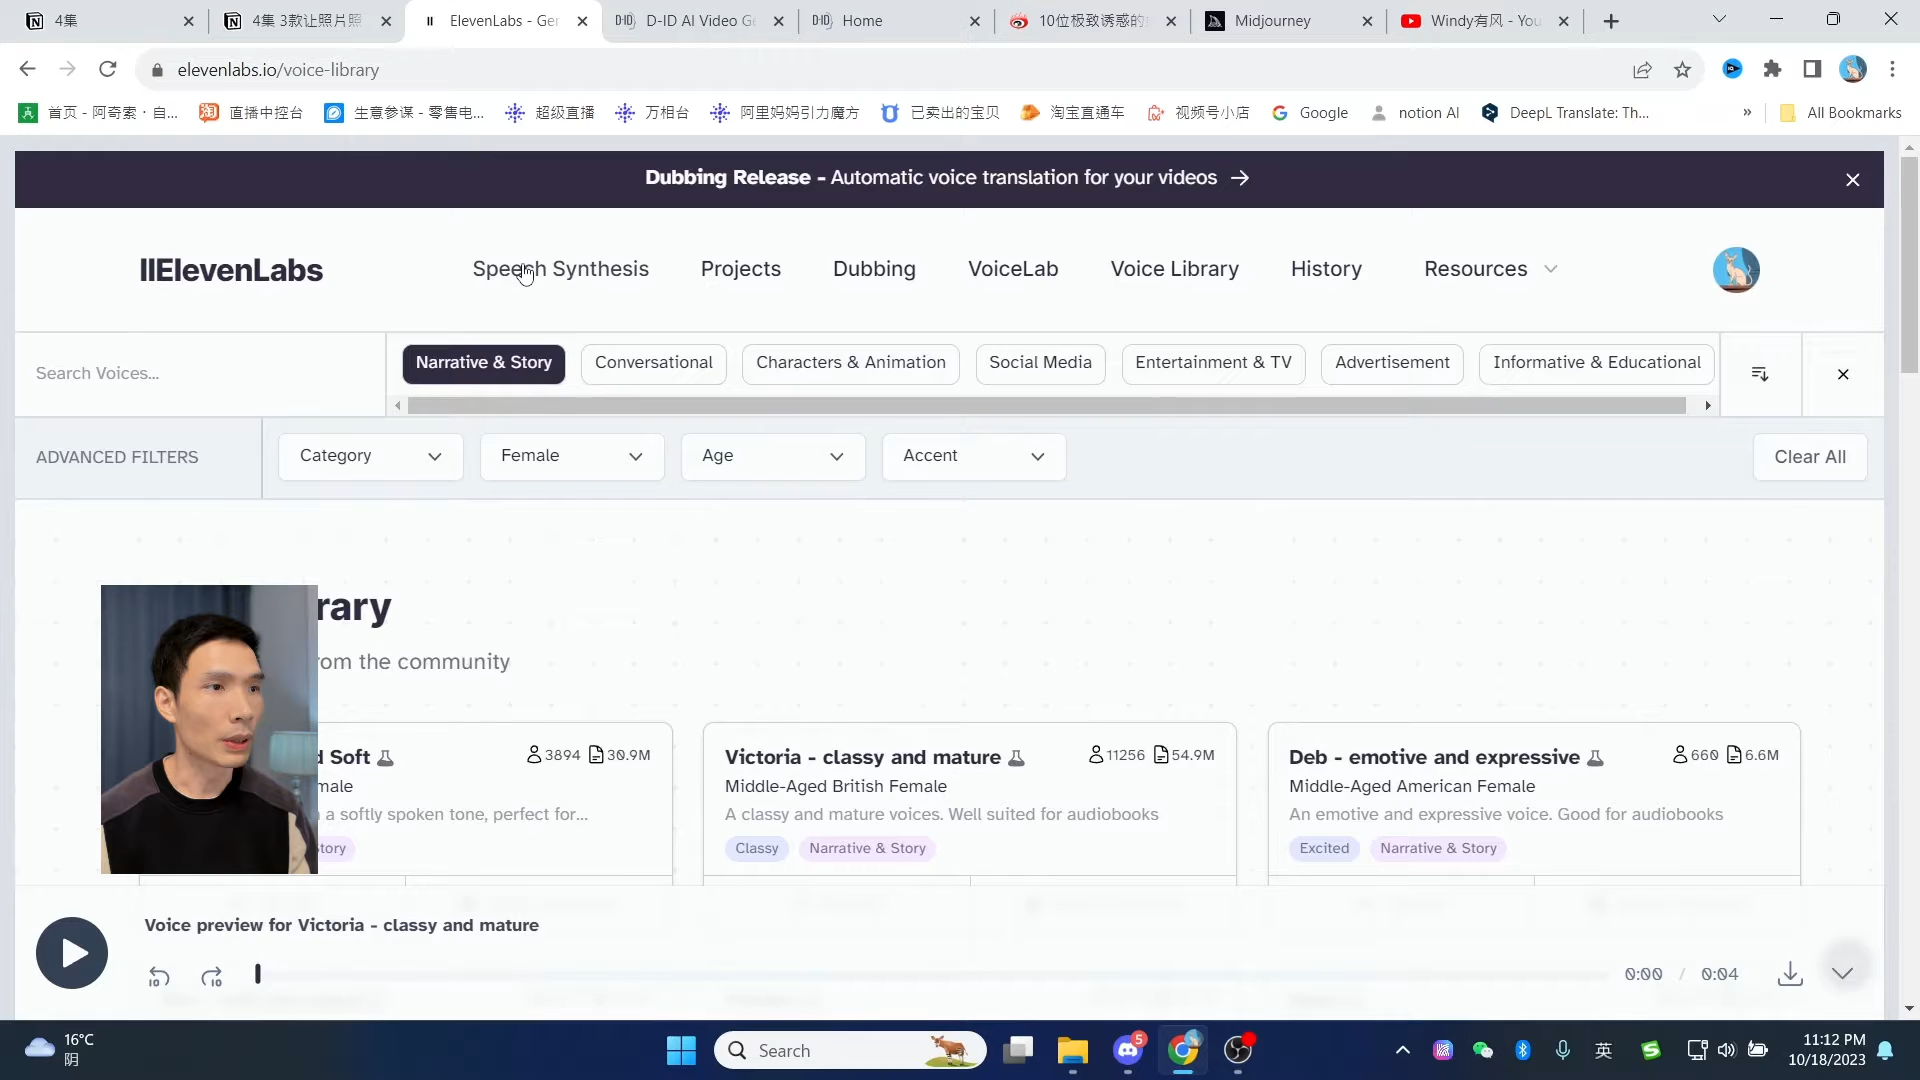 4集
4集 3款让照片照
ElevenLabs - Ger
D-ID AI Video Ge
Home
10位极致诱惑的
Midjourney
Windy有风 - You
elevenlabs.io/voice-library
首页 - 阿奇索 · 自...
直播中控台
生意参谋 - 零售电...
超级直播
万相台
阿里妈妈引力魔方
已卖出的宝贝
淘宝直通车
视频号小店
Google
notion AI
DeepL Translate: Th...
»
All Bookmarks
Dubbing Release - Automatic voice translation for your videos →
IIElevenLabs
Speech Synthesis
Projects
Dubbing
VoiceLab
Voice Library
History
Resources
Search Voices...
Narrative & Story
Conversational
Characters & Animation
Social Media
Entertainment & TV
Advertisement
Informative & Educational
ADVANCED FILTERS
Category
Female
Age
Accent
Clear All
rary
rom the community
d Soft
3894
30.9M
male
a softly spoken tone, perfect for...
tory
Victoria - classy and mature
11256
54.9M
Middle-Aged British Female
A classy and mature voices. Well suited for audiobooks
Classy
Narrative & Story
Deb - emotive and expressive
660
6.6M
Middle-Aged American Female
An emotive and expressive voice. Good for audiobooks
Excited
Narrative & Story
Voice preview for Victoria - classy and mature
10
10
0:00 / 0:04
16°C
阴
Search
5
英
11:12 PM
10/18/2023